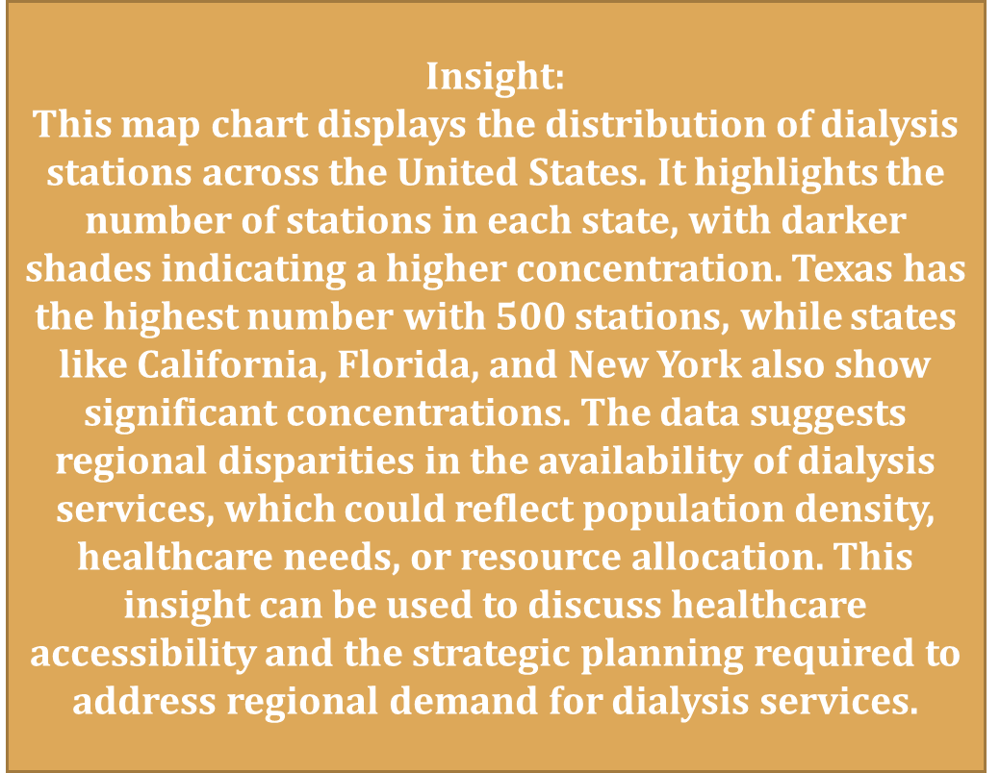 Insight:
This map chart displays the distribution of dialysis
stations across the United States. It highlights the
number of stations in each state, with darker
shades indicating a higher concentration. Texas has
the highest number with 500 stations, while states
like California, Florida, and New York also show
significant concentrations. The data suggests
regional disparities in the availability of dialysis
services, which could reflect population density,
healthcare needs, or resource allocation. This
insight can be used to discuss healthcare
accessibility and the strategic planning required to
address regional demand for dialysis services.